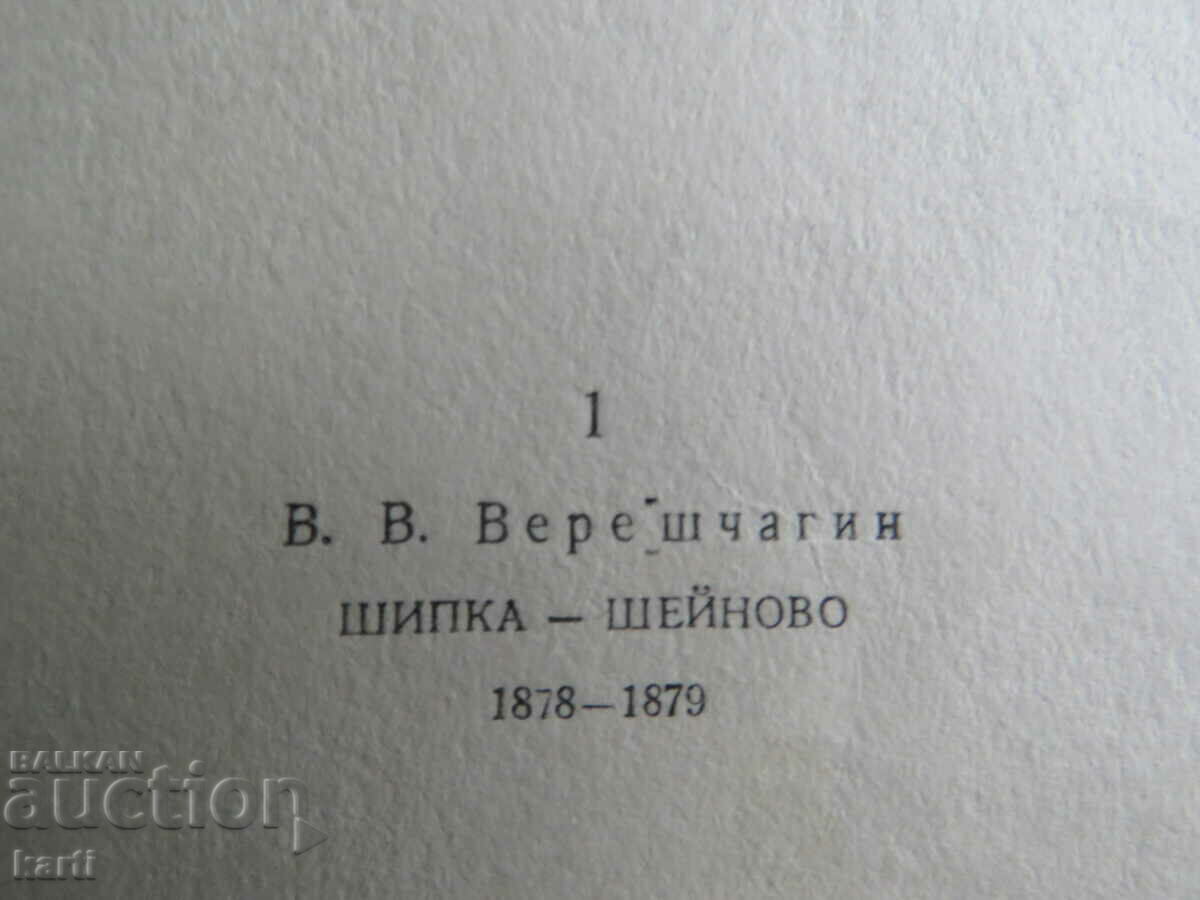 1
В. В. Верешчагин
ШИПКА — ШЕЙНОВО
1878—1879
BALKAN
auction
karti